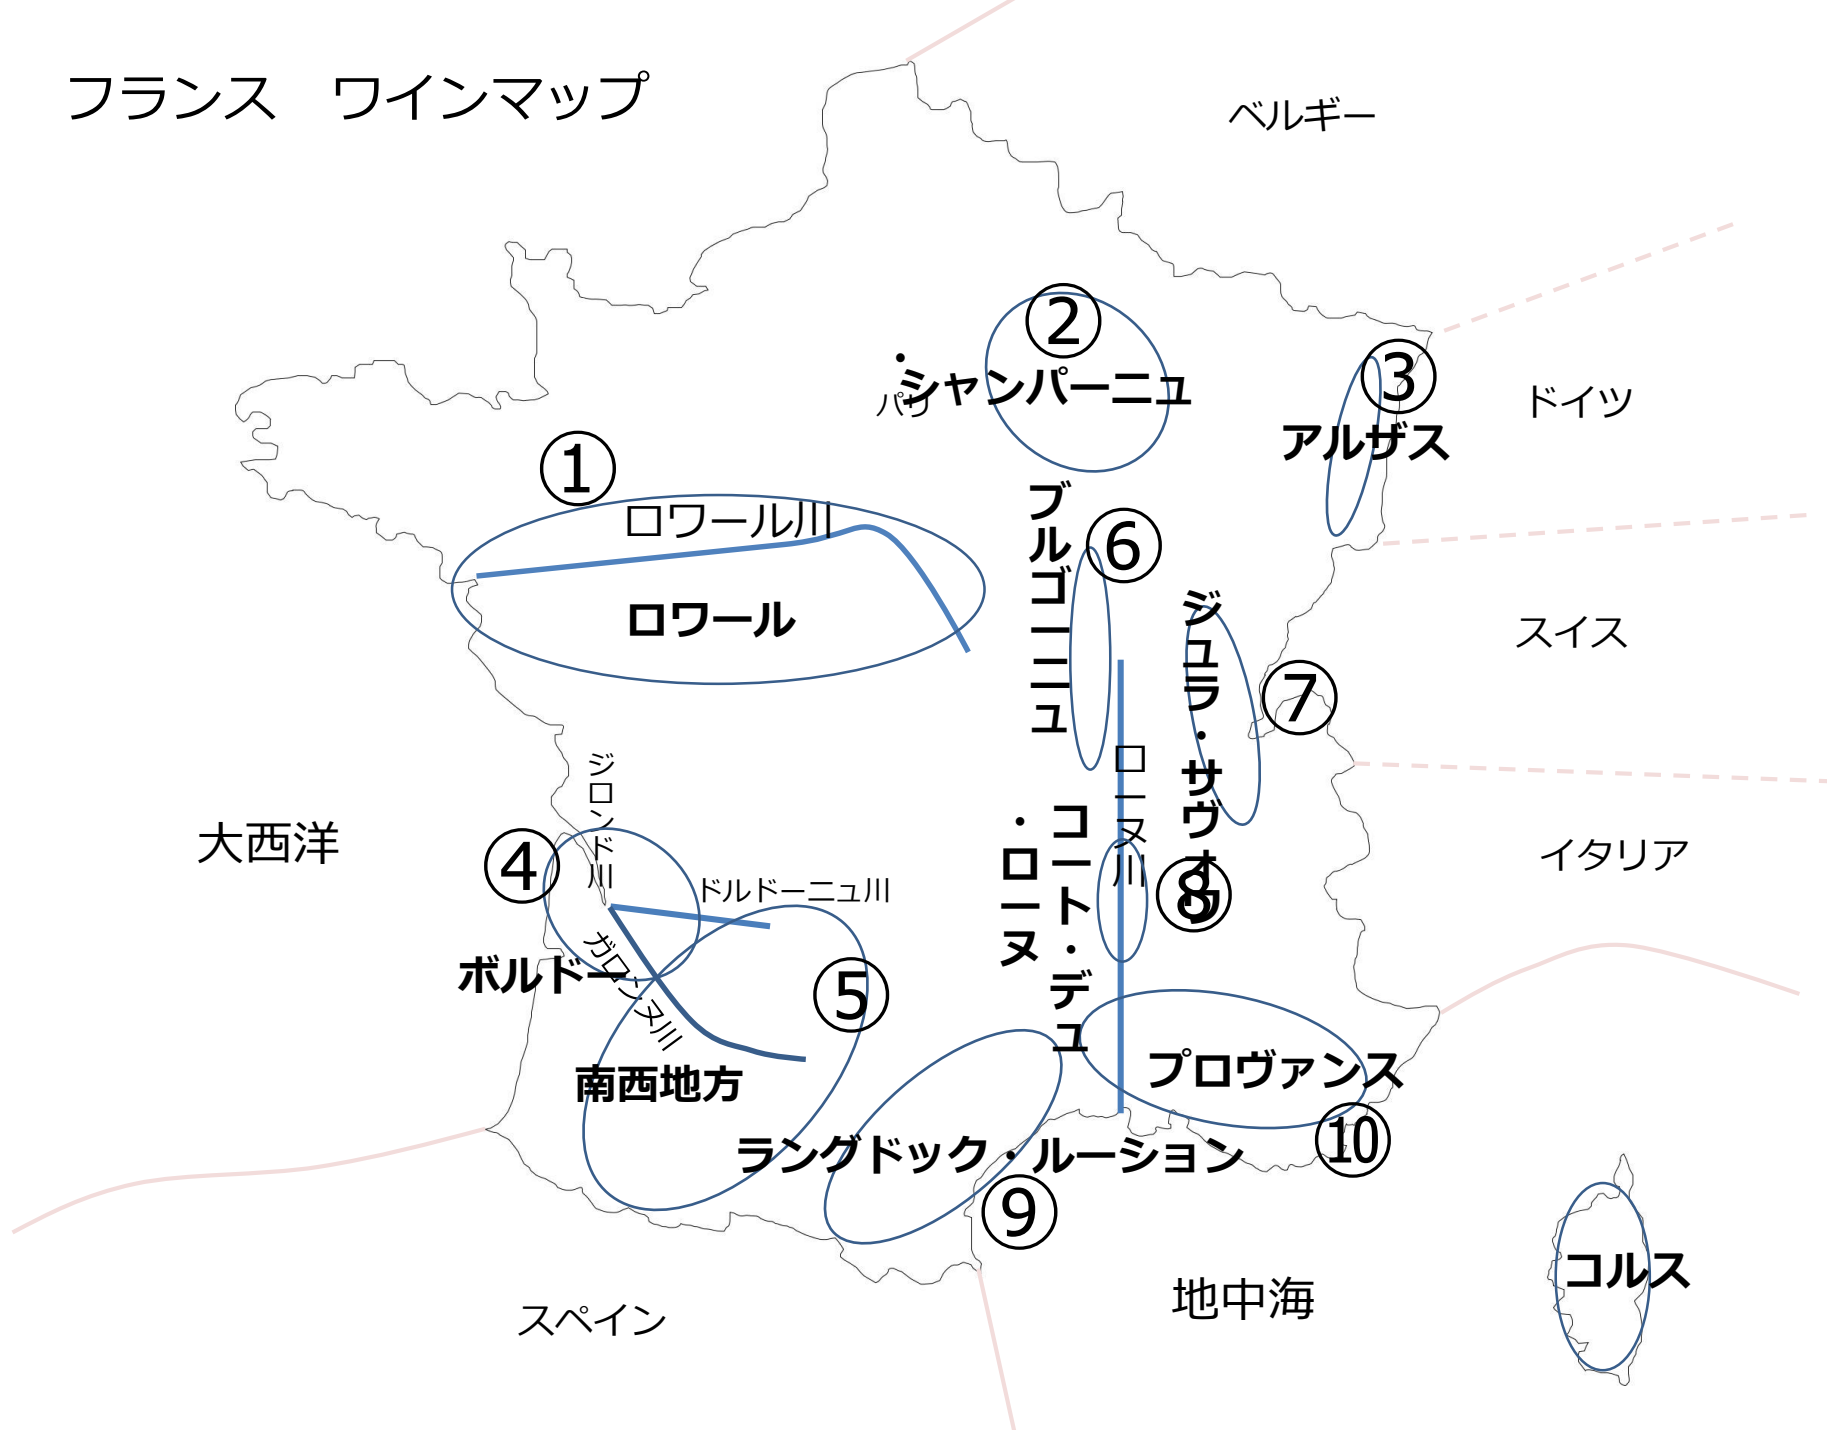 フランス　ワインマップ
ベルギー
②
・
シャンパーニュ
パリ
③
ドイツ
アルザス
①
ロワール川
ロワール
ブルゴーニュ
⑥
ジュラ・サヴォワ
⑦
スイス
ジロンド川
ローヌ川
大西洋
④
ドルドーニュ川
コート・デュ
・ローヌ
⑧
イタリア
ボルドー
ガロンヌ川
⑤
南西地方
プロヴァンス
⑩
ラングドック・ルーション
⑨
コルス
地中海
スペイン